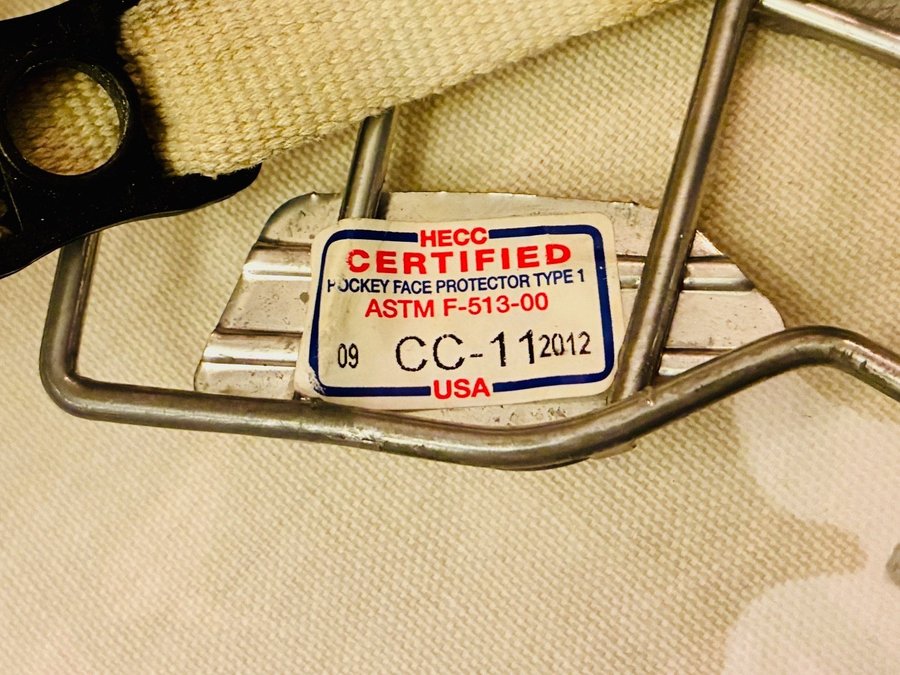 HECC
CERTIFIED
HOCKEY FACE PROTECTOR TYPE 1
ASTM F-513-00
09 CC-11 2012
USA